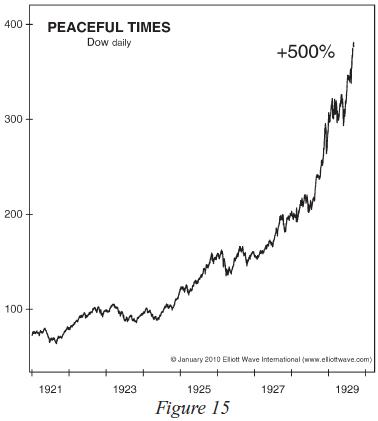 PEACEFUL TIMES
Dow daily
+500%
400
300
200
100
© January 2010 Elliott Wave International (www.elliottwave.com)
1921 1923 1925 1927 1929
Figure 15